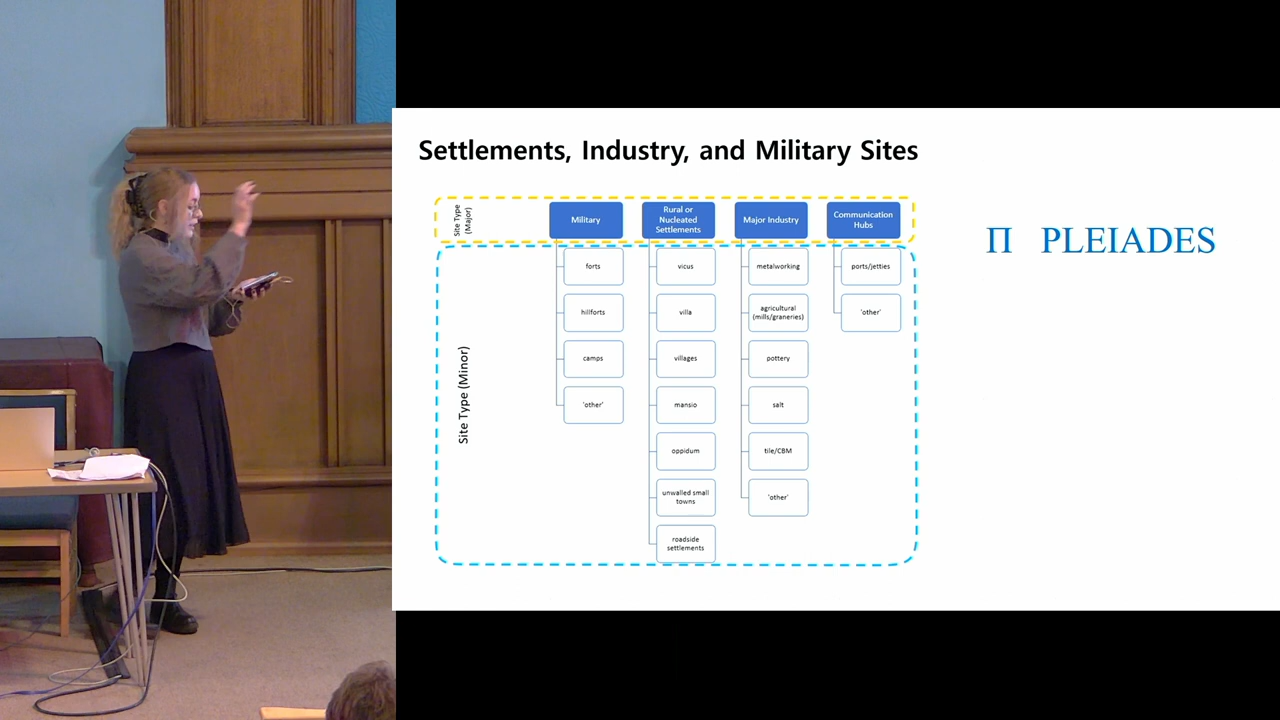 Settlements, Industry, and Military Sites
Site Type
(Major)
Military
Rural or
Nucleated
Settlements
Major Industry
Communication
Hubs
Site Type (Minor)
forts
hillforts
camps
'other'
vicus
villa
villages
mansio
oppidum
unwalled small
towns
roadside
settlements
metalworking
agricultural
(mills/graneries)
pottery
salt
tile/CBM
'other'
ports/jetties
'other'
Π PLEIADES